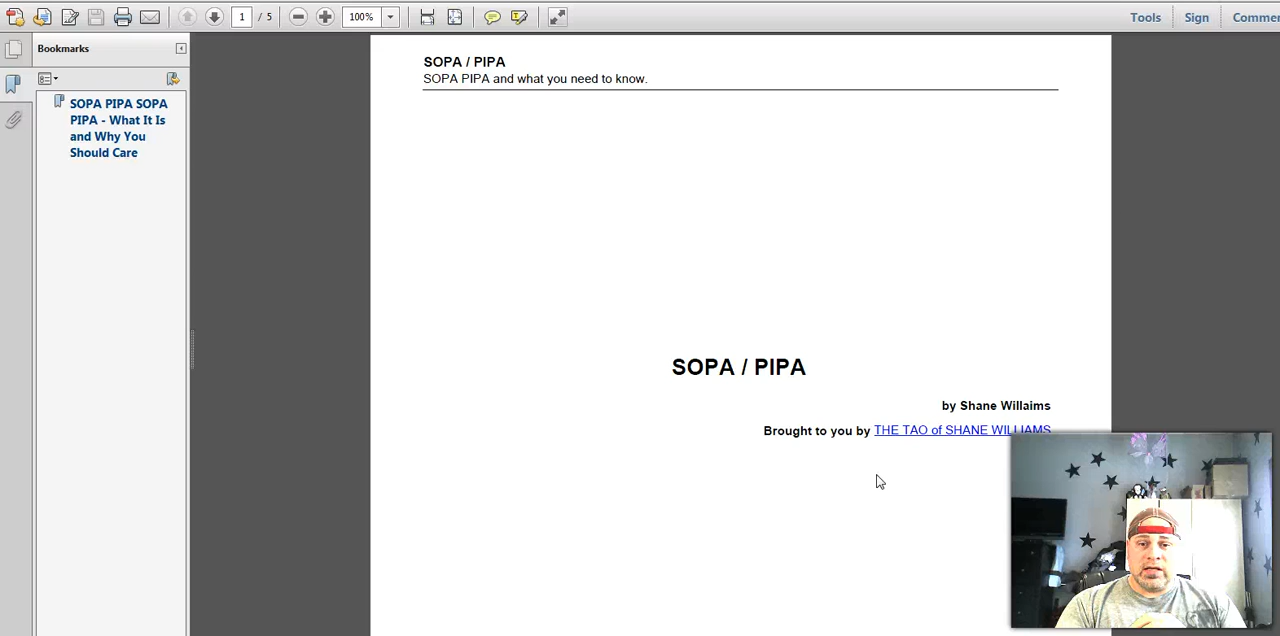 1 / 5
100%
Tools
Sign
Bookmarks
SOPA PIPA SOPA
PIPA - What It Is
and Why You
Should Care
SOPA / PIPA
SOPA PIPA and what you need to know.
SOPA / PIPA
by Shane Willaims
Brought to you by THE TAO of SHANE WILLIAMS